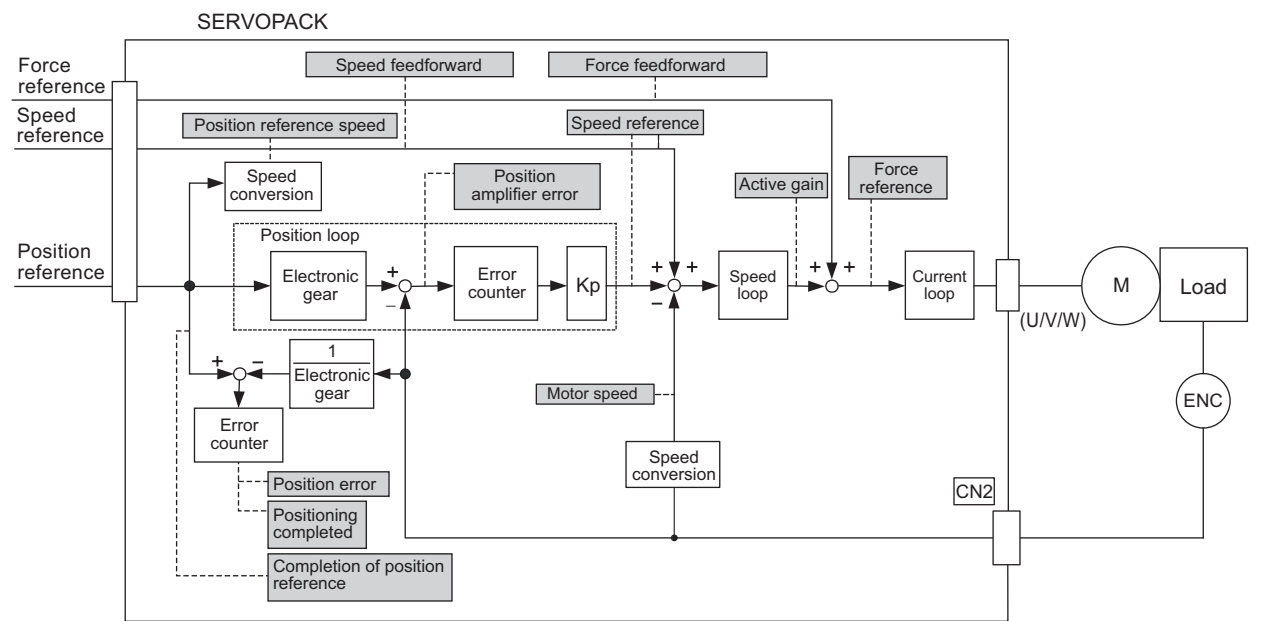 SERVOPACK
Force
reference
Speed feedforward
Force feedforward
Speed
reference
Position reference speed
Speed reference
Speed
conversion
Position
amplifier error
Active gain
Force
reference
Position
reference
Position loop
Electronic
gear
+
−
Error
counter
Kp
+
+
−
Speed
loop
+
+
Current
loop
(U/V/W)
M
Load
+
−
1
Electronic
gear
Error
counter
Motor speed
ENC
Speed
conversion
Position error
CN2
Positioning
completed
Completion of position
reference